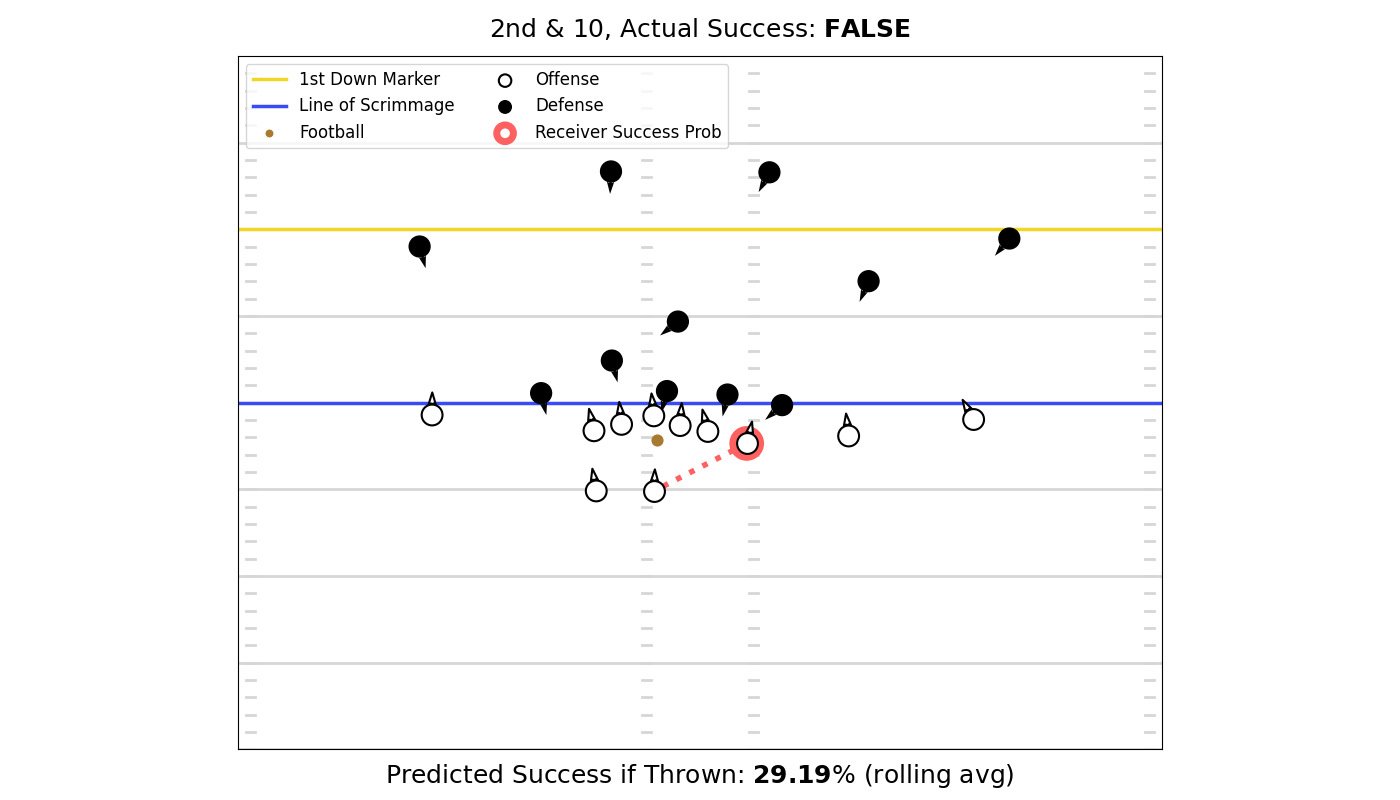 2nd & 10, Actual Success: FALSE
1st Down Marker
Line of Scrimmage
Football
Offense
Defense
Receiver Success Prob
Predicted Success if Thrown: 29.19% (rolling avg)